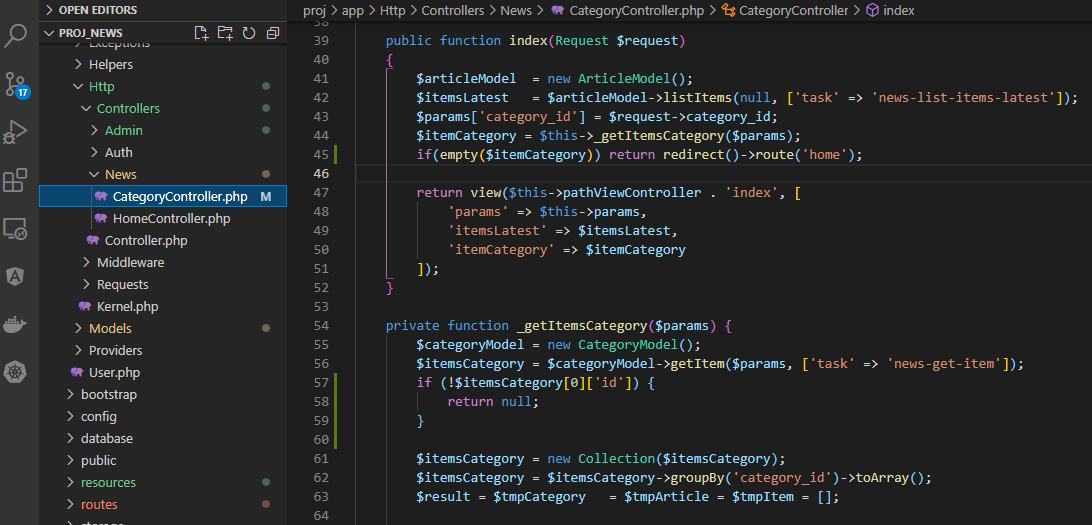 OPEN EDITORS
PROJ_NEWS
Exceptions
Helpers
Http
Controllers
Admin
Auth
News
CategoryController.php M
HomeController.php
Controller.php
Middleware
Requests
Kernel.php
Models
Providers
User.php
bootstrap
config
database
public
resources
routes
storage
17
proj > app > Http > Controllers > News > CategoryController.php > CategoryController > index
38
39 public function index(Request $request)
40 {
41 $articleModel  = new ArticleModel();
42 $itemsLatest   = $articleModel->listItems(null, ['task' => 'news-list-items-latest']);
43 $params['category_id'] = $request->category_id;
44 $itemCategory = $this->_getItemsCategory($params);
45 if(empty($itemCategory)) return redirect()->route('home');
46
47 return view($this->pathViewController . 'index', [
48 'params' => $this->params,
49 'itemsLatest' => $itemsLatest,
50 'itemCategory' => $itemCategory
51 ]);
52 }
53
54 private function _getItemsCategory($params) {
55 $categoryModel = new CategoryModel();
56 $itemsCategory = $categoryModel->getItem($params, ['task' => 'news-get-item']);
57 if (!$itemsCategory[0]['id']) {
58 return null;
59 }
60
61 $itemsCategory = new Collection($itemsCategory);
62 $itemsCategory = $itemsCategory->groupBy('category_id')->toArray();
63 $result = $tmpCategory   = $tmpArticle = $tmpItem = [];
64